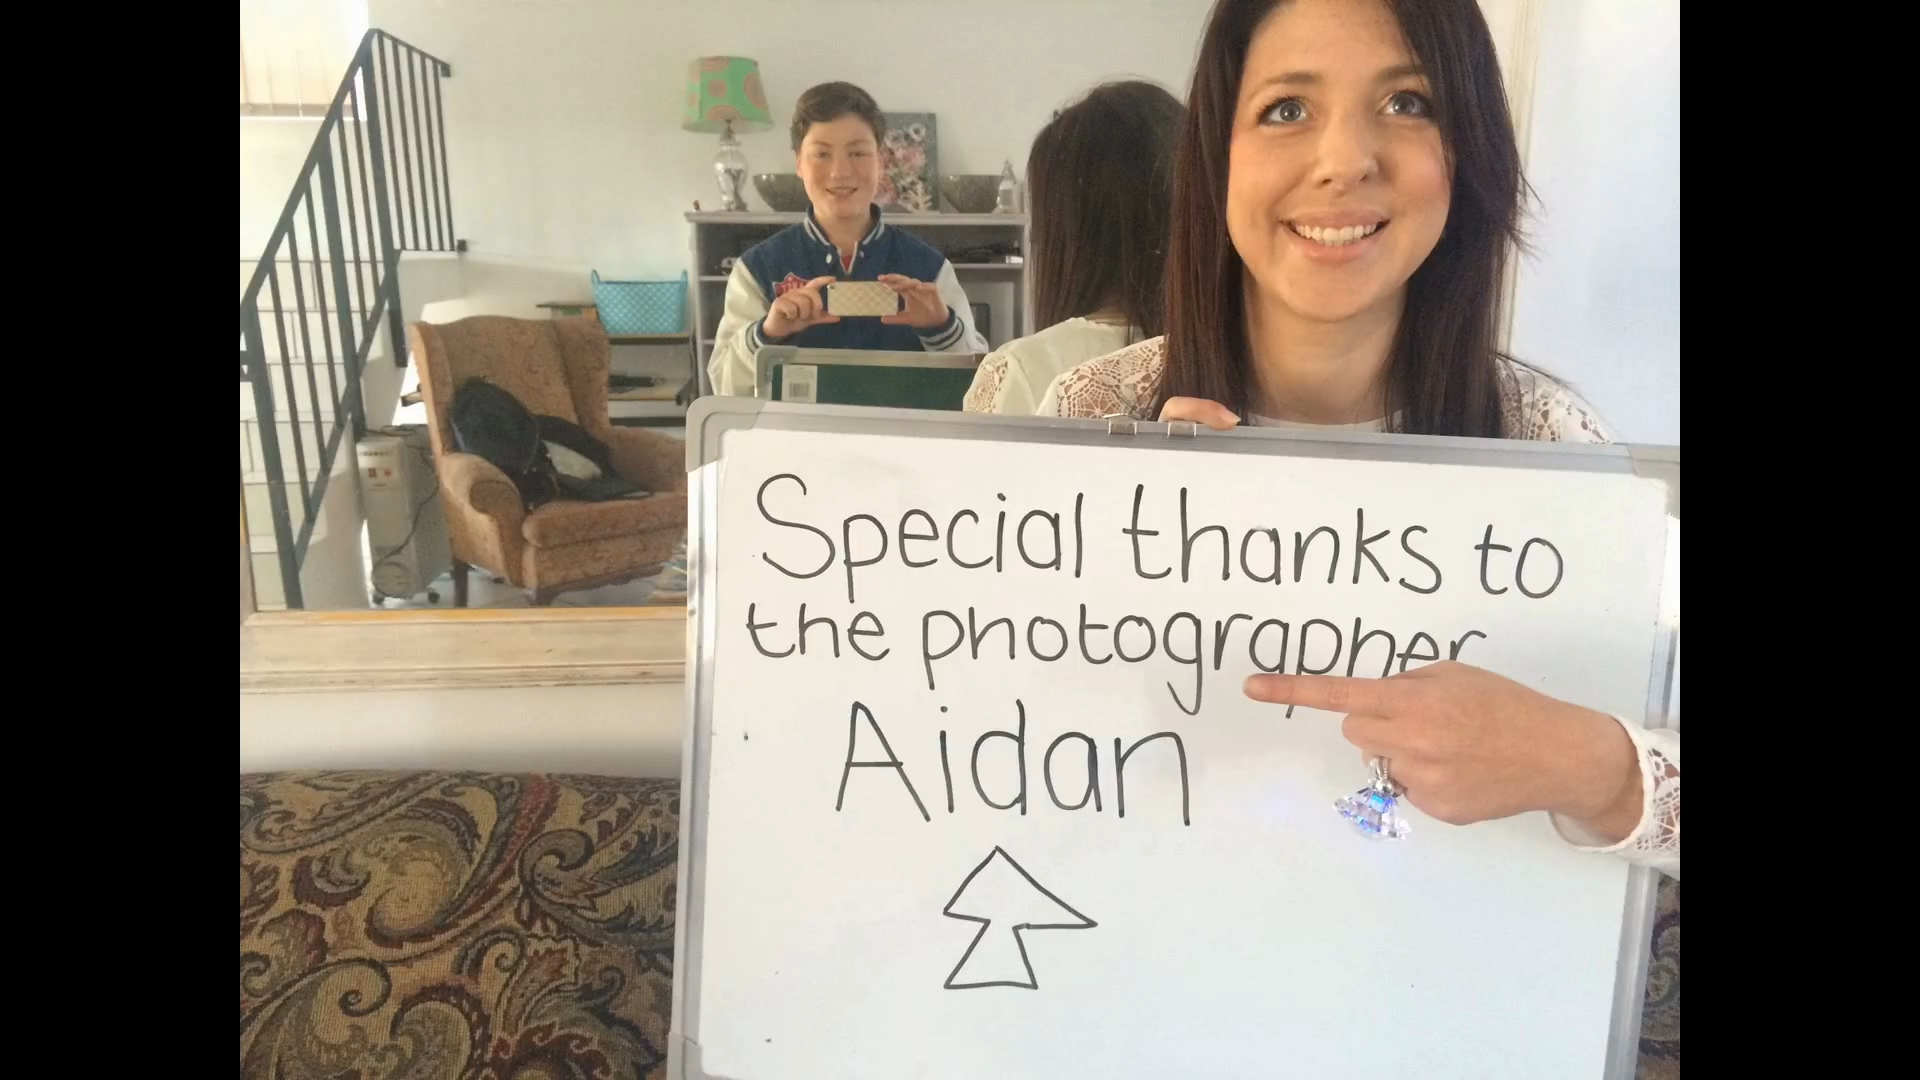 Special thanks to
the photographer
Aidan